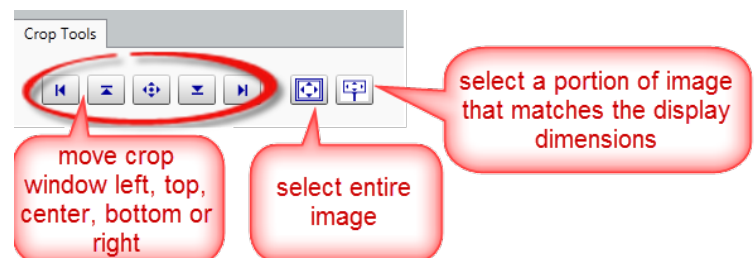 Crop Tools
select a portion of image
that matches the display
dimensions
move crop
window left, top,
center, bottom or
right
select entire
image